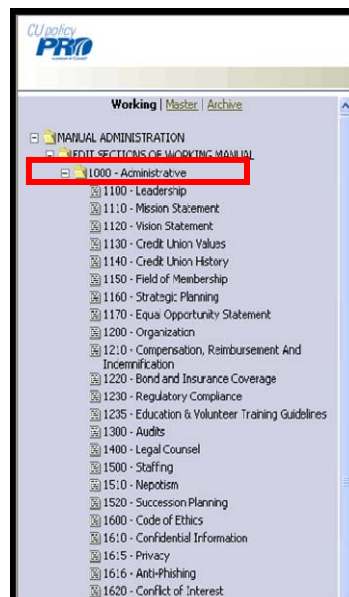 CU policy
PRO
Working | Master | Archive
MANUAL ADMINISTRATION
EDIT SECTIONS OF WORKING MANUAL
1000 - Administrative
1100 - Leadership
1110 - Mission Statement
1120 - Vision Statement
1130 - Credit Union Values
1140 - Credit Union History
1150 - Field of Membership
1160 - Strategic Planning
1170 - Equal Opportunity Statement
1200 - Organization
1210 - Compensation, Reimbursement And
Indemnification
1220 - Bond and Insurance Coverage
1230 - Regulatory Compliance
1235 - Education & Volunteer Training Guidelines
1300 - Audits
1400 - Legal Counsel
1500 - Staffing
1510 - Nepotism
1520 - Succession Planning
1600 - Code of Ethics
1610 - Confidential Information
1615 - Privacy
1616 - Anti-Phishing
1620 - Conflict of Interest